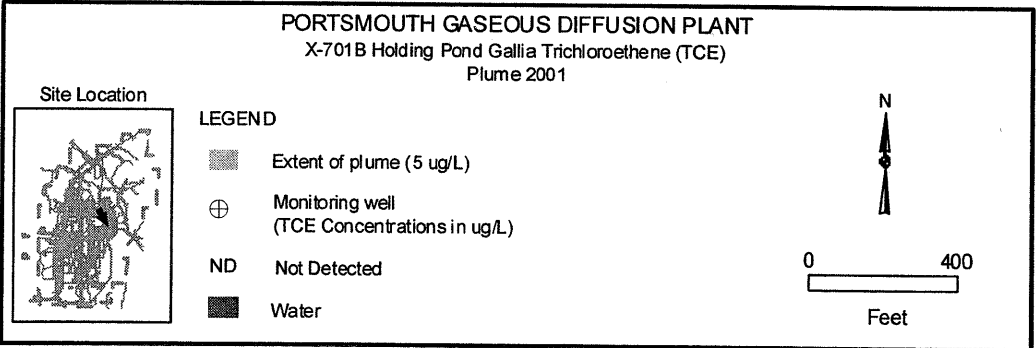 PORTSMOUTH GASEOUS DIFFUSION PLANT
X-701B Holding Pond Gallia Trichloroethene (TCE)
Plume 2001
Site Location
LEGEND
Extent of plume (5 ug/L)
Monitoring well
(TCE Concentrations in ug/L)
ND Not Detected
Water
N
0 400
Feet